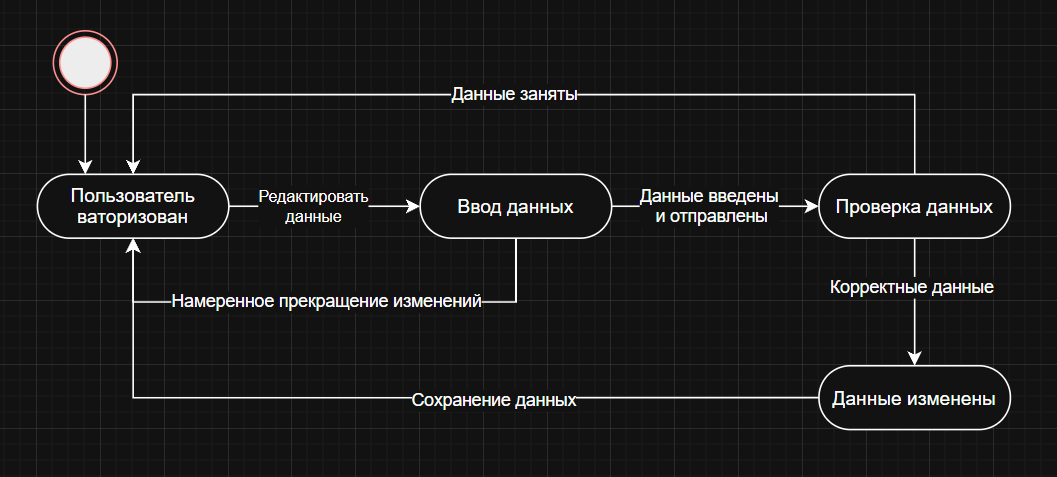 Данные заняты
Пользователь
ваторизован
Редактировать
данные
Ввод данных
Данные введены
и отправлены
Проверка данных
Корректные данные
Намеренное прекращение изменений
Сохранение данных
Данные изменены